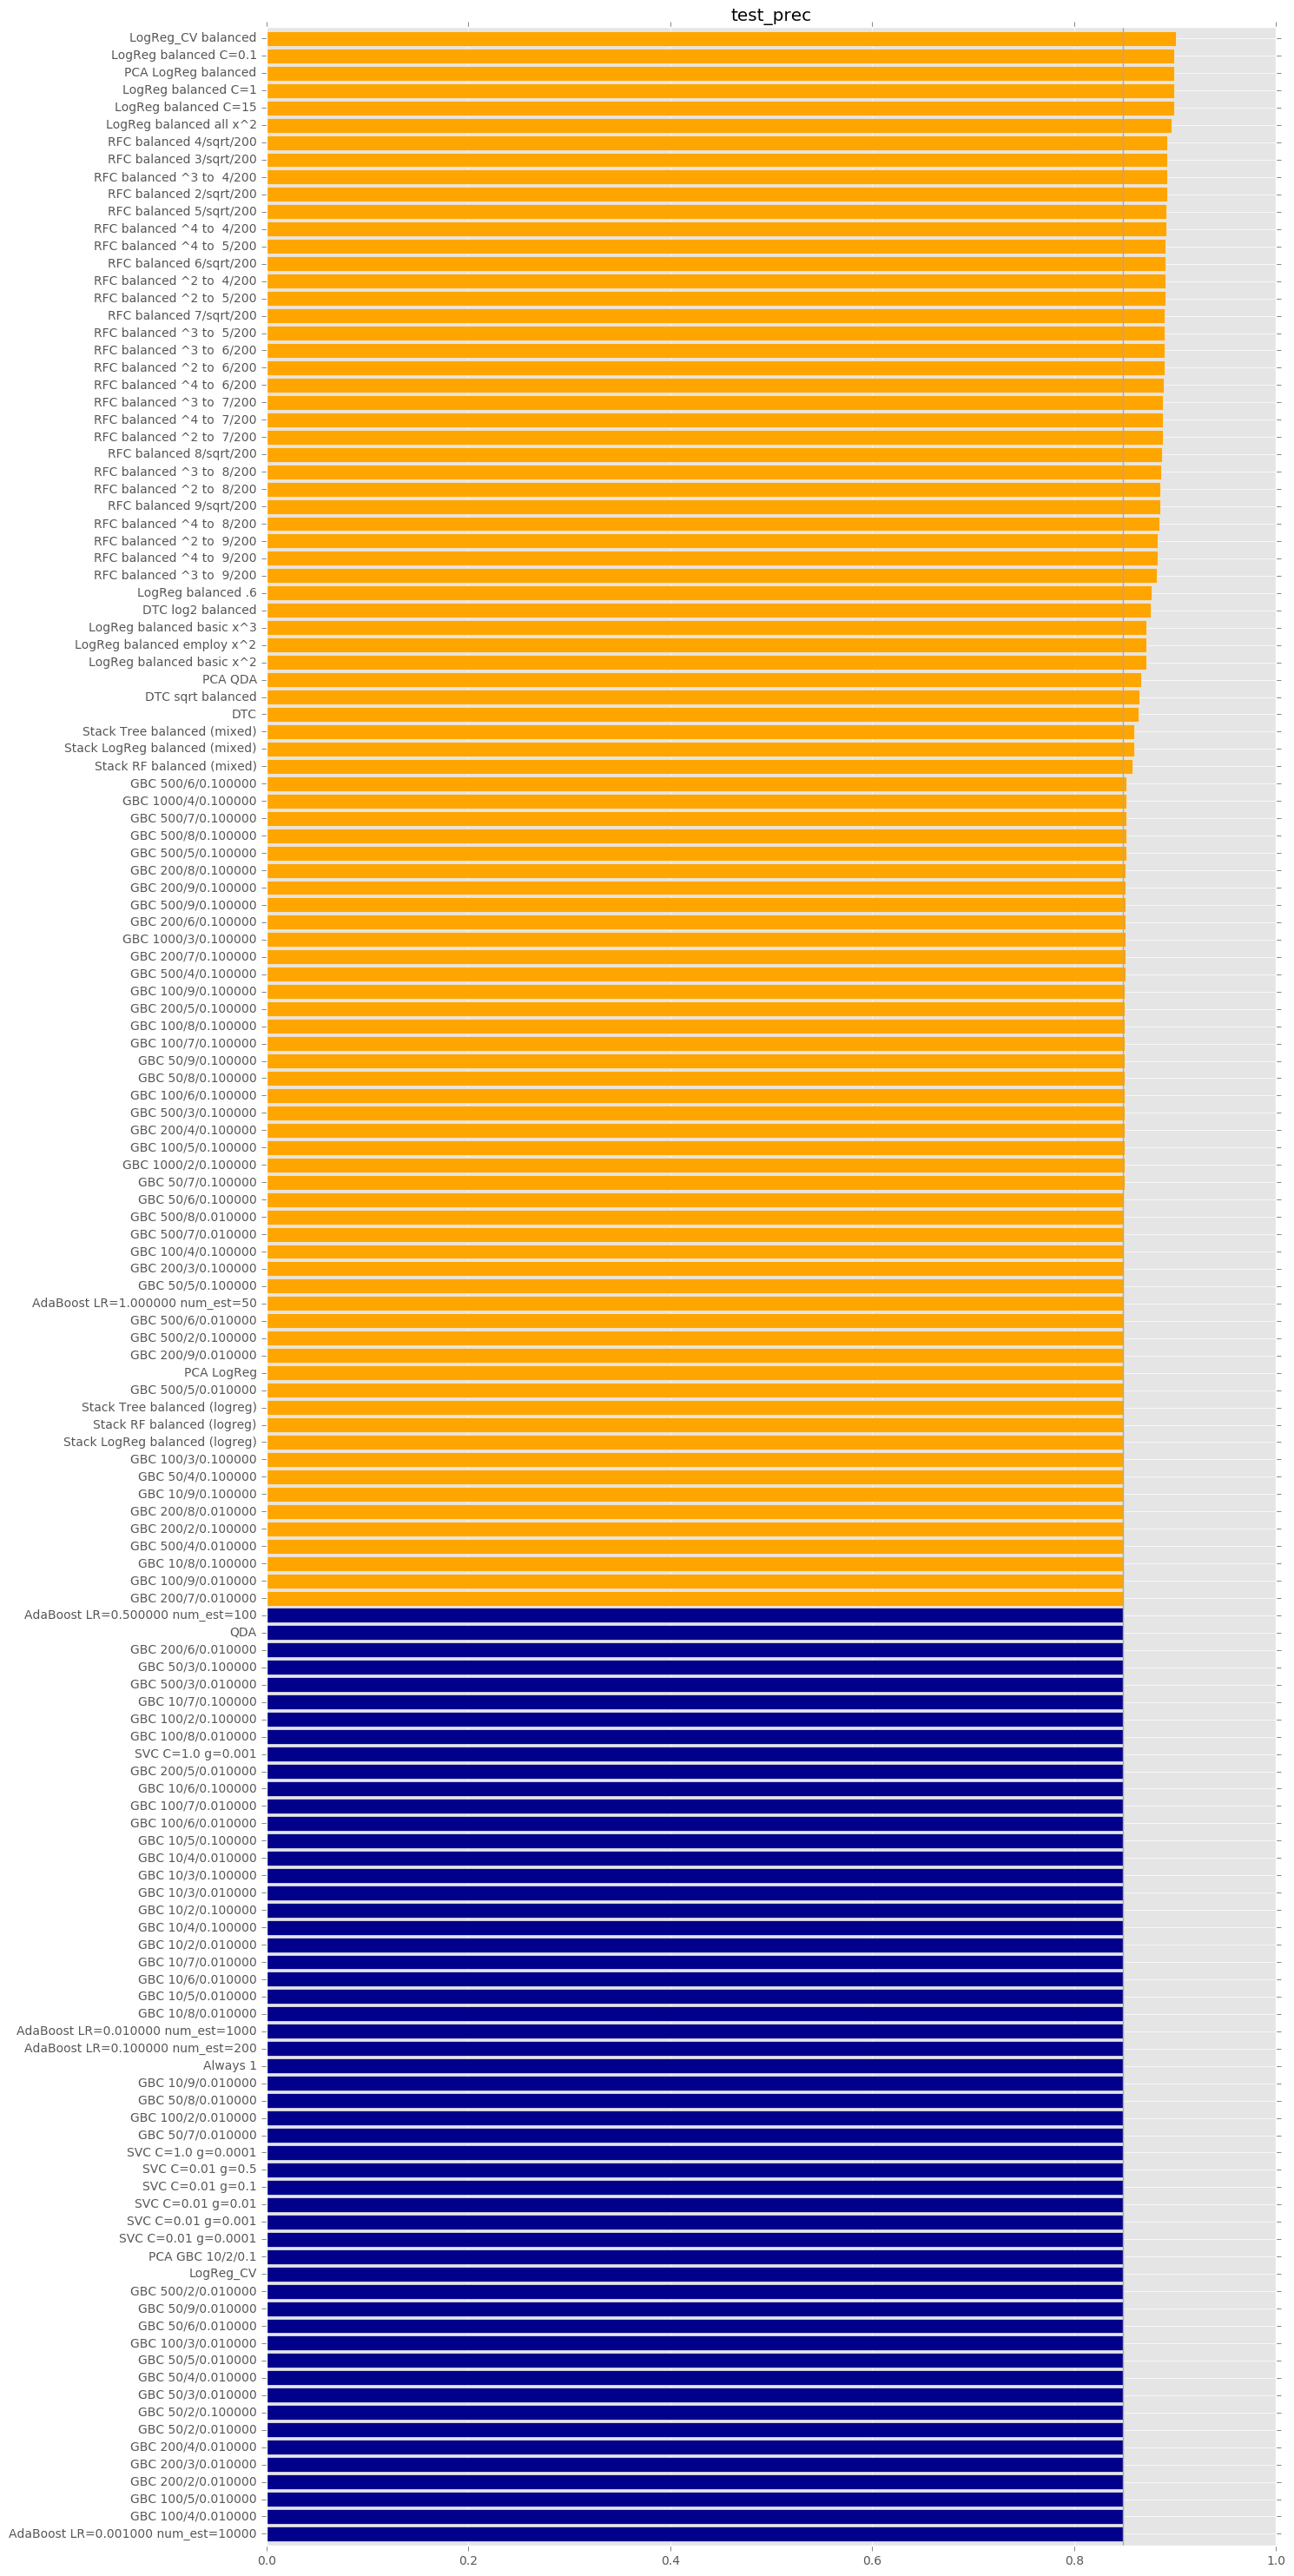 test_prec
LogReg_CV balanced
LogReg balanced C=0.1
PCA LogReg balanced
LogReg balanced C=1
LogReg balanced C=15
LogReg balanced all x^2
RFC balanced 4/sqrt/200
RFC balanced 3/sqrt/200
RFC balanced ^3 to  4/200
RFC balanced 2/sqrt/200
RFC balanced 5/sqrt/200
RFC balanced ^4 to  4/200
RFC balanced ^4 to  5/200
RFC balanced 6/sqrt/200
RFC balanced ^2 to  4/200
RFC balanced ^2 to  5/200
RFC balanced 7/sqrt/200
RFC balanced ^3 to  5/200
RFC balanced ^3 to  6/200
RFC balanced ^2 to  6/200
RFC balanced ^4 to  6/200
RFC balanced ^3 to  7/200
RFC balanced ^4 to  7/200
RFC balanced ^2 to  7/200
RFC balanced 8/sqrt/200
RFC balanced ^3 to  8/200
RFC balanced ^2 to  8/200
RFC balanced 9/sqrt/200
RFC balanced ^4 to  8/200
RFC balanced ^2 to  9/200
RFC balanced ^4 to  9/200
RFC balanced ^3 to  9/200
LogReg balanced .6
DTC log2 balanced
LogReg balanced basic x^3
LogReg balanced employ x^2
LogReg balanced basic x^2
PCA QDA
DTC sqrt balanced
DTC
Stack Tree balanced (mixed)
Stack LogReg balanced (mixed)
Stack RF balanced (mixed)
GBC 500/6/0.100000
GBC 1000/4/0.100000
GBC 500/7/0.100000
GBC 500/8/0.100000
GBC 500/5/0.100000
GBC 200/8/0.100000
GBC 200/9/0.100000
GBC 500/9/0.100000
GBC 200/6/0.100000
GBC 1000/3/0.100000
GBC 200/7/0.100000
GBC 500/4/0.100000
GBC 100/9/0.100000
GBC 200/5/0.100000
GBC 100/8/0.100000
GBC 100/7/0.100000
GBC 50/9/0.100000
GBC 50/8/0.100000
GBC 100/6/0.100000
GBC 500/3/0.100000
GBC 200/4/0.100000
GBC 100/5/0.100000
GBC 1000/2/0.100000
GBC 50/7/0.100000
GBC 50/6/0.100000
GBC 500/8/0.010000
GBC 500/7/0.010000
GBC 100/4/0.100000
GBC 200/3/0.100000
GBC 50/5/0.100000
AdaBoost LR=1.000000 num_est=50
GBC 500/6/0.010000
GBC 500/2/0.100000
GBC 200/9/0.010000
PCA LogReg
GBC 500/5/0.010000
Stack Tree balanced (logreg)
Stack RF balanced (logreg)
Stack LogReg balanced (logreg)
GBC 100/3/0.100000
GBC 50/4/0.100000
GBC 10/9/0.100000
GBC 200/8/0.010000
GBC 200/2/0.100000
GBC 500/4/0.010000
GBC 10/8/0.100000
GBC 100/9/0.010000
GBC 200/7/0.010000
AdaBoost LR=0.500000 num_est=100
QDA
GBC 200/6/0.010000
GBC 50/3/0.100000
GBC 500/3/0.010000
GBC 10/7/0.100000
GBC 100/2/0.100000
GBC 100/8/0.010000
SVC C=1.0 g=0.001
GBC 200/5/0.010000
GBC 10/6/0.100000
GBC 100/7/0.010000
GBC 100/6/0.010000
GBC 10/5/0.100000
GBC 10/4/0.010000
GBC 10/3/0.100000
GBC 10/3/0.010000
GBC 10/2/0.100000
GBC 10/4/0.100000
GBC 10/2/0.010000
GBC 10/7/0.010000
GBC 10/6/0.010000
GBC 10/5/0.010000
GBC 10/8/0.010000
AdaBoost LR=0.010000 num_est=1000
AdaBoost LR=0.100000 num_est=200
Always 1
GBC 10/9/0.010000
GBC 50/8/0.010000
GBC 100/2/0.010000
GBC 50/7/0.010000
SVC C=1.0 g=0.0001
SVC C=0.01 g=0.5
SVC C=0.01 g=0.1
SVC C=0.01 g=0.01
SVC C=0.01 g=0.001
SVC C=0.01 g=0.0001
PCA GBC 10/2/0.1
LogReg_CV
GBC 500/2/0.010000
GBC 50/9/0.010000
GBC 50/6/0.010000
GBC 100/3/0.010000
GBC 50/5/0.010000
GBC 50/4/0.010000
GBC 50/3/0.010000
GBC 50/2/0.100000
GBC 50/2/0.010000
GBC 200/4/0.010000
GBC 200/3/0.010000
GBC 200/2/0.010000
GBC 100/5/0.010000
GBC 100/4/0.010000
AdaBoost LR=0.001000 num_est=10000
0.0 0.2 0.4 0.6 0.8 1.0